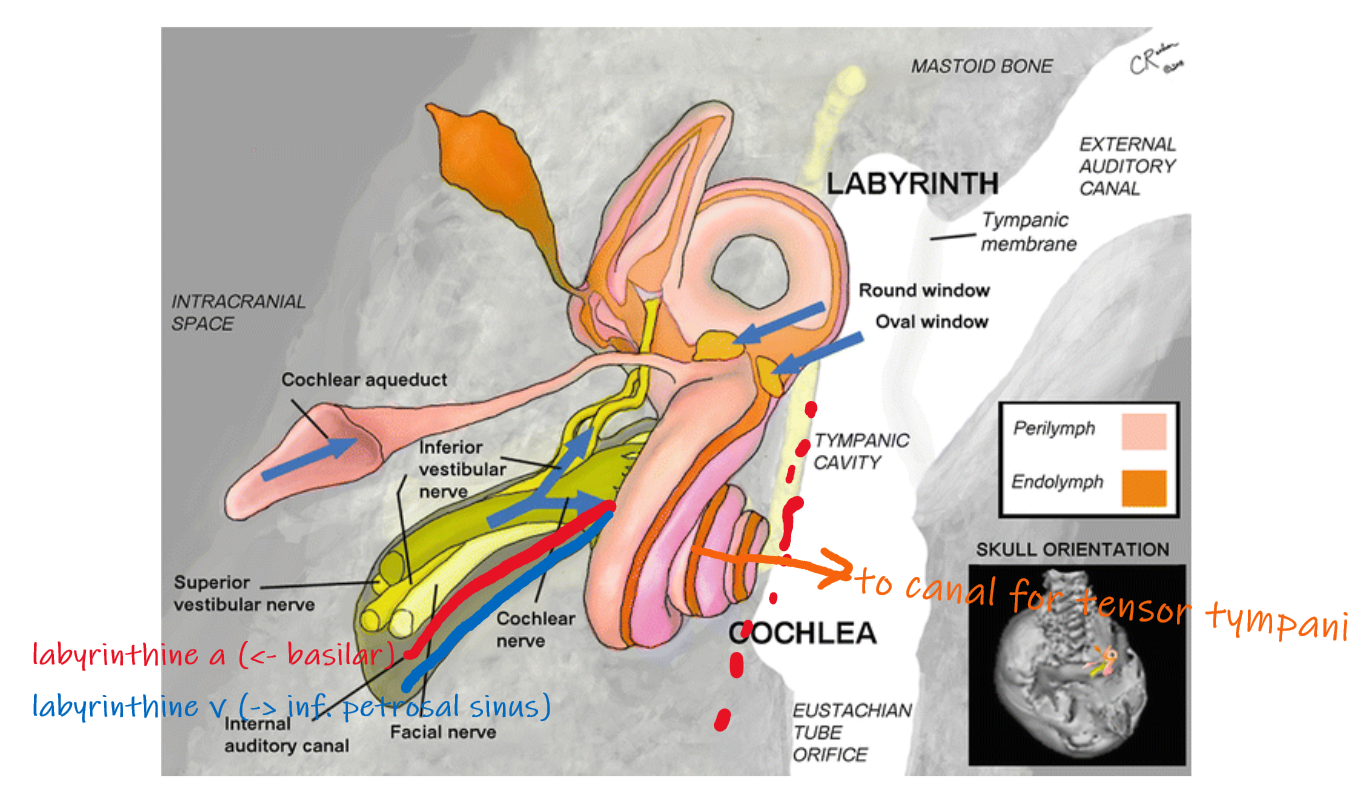 MASTOID BONE
EXTERNAL
AUDITORY
CANAL
LABYRINTH
Tympanic
membrane
Round window
Oval window
INTRACRANIAL
SPACE
Cochlear aqueduct
Inferior
vestibular
nerve
TYMPANIC
CAVITY
Perilymph
Endolymph
SKULL ORIENTATION
Superior
vestibular nerve
to canal for tensor tympani
Cochlear
nerve
COCHLEA
labyrinthine a (<- basilar)
labyrinthine v (-> inf. petrosal sinus)
Internal
auditory canal
Facial nerve
EUSTACHIAN
TUBE
ORIFICE